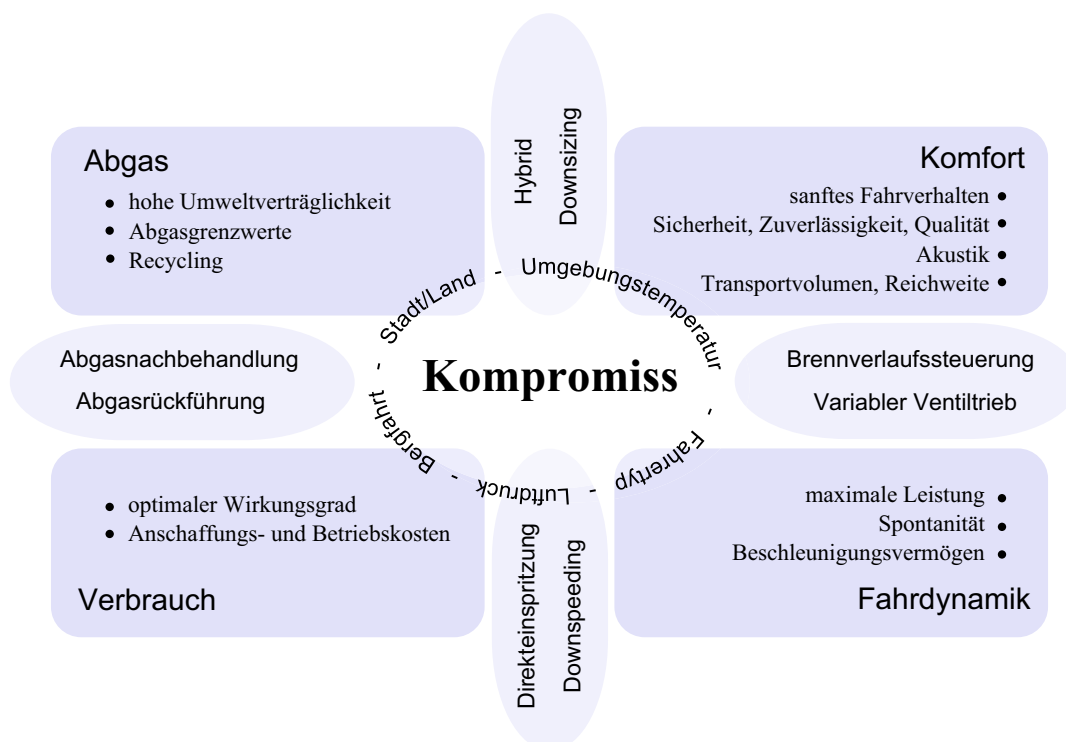 Hybrid
Downsizing
Abgas
• hohe Umweltverträglichkeit
• Abgasgrenzwerte
• Recycling
Komfort
sanftes Fahrverhalten •
Sicherheit, Zuverlässigkeit, Qualität •
Akustik •
Transportvolumen, Reichweite •
Abgasnachbehandlung
Abgasrückführung
Stadt/Land - Umgebungstemperatur - Fahrertyp - Luftdruck - Bergfahrt -
Kompromiss
Brennverlaufssteuerung
Variabler Ventiltrieb
• optimaler Wirkungsgrad
• Anschaffungs- und Betriebskosten
Verbrauch
maximale Leistung •
Spontanität •
Beschleunigungsvermögen •
Fahrdynamik
Direkteinspritzung
Downspeeding